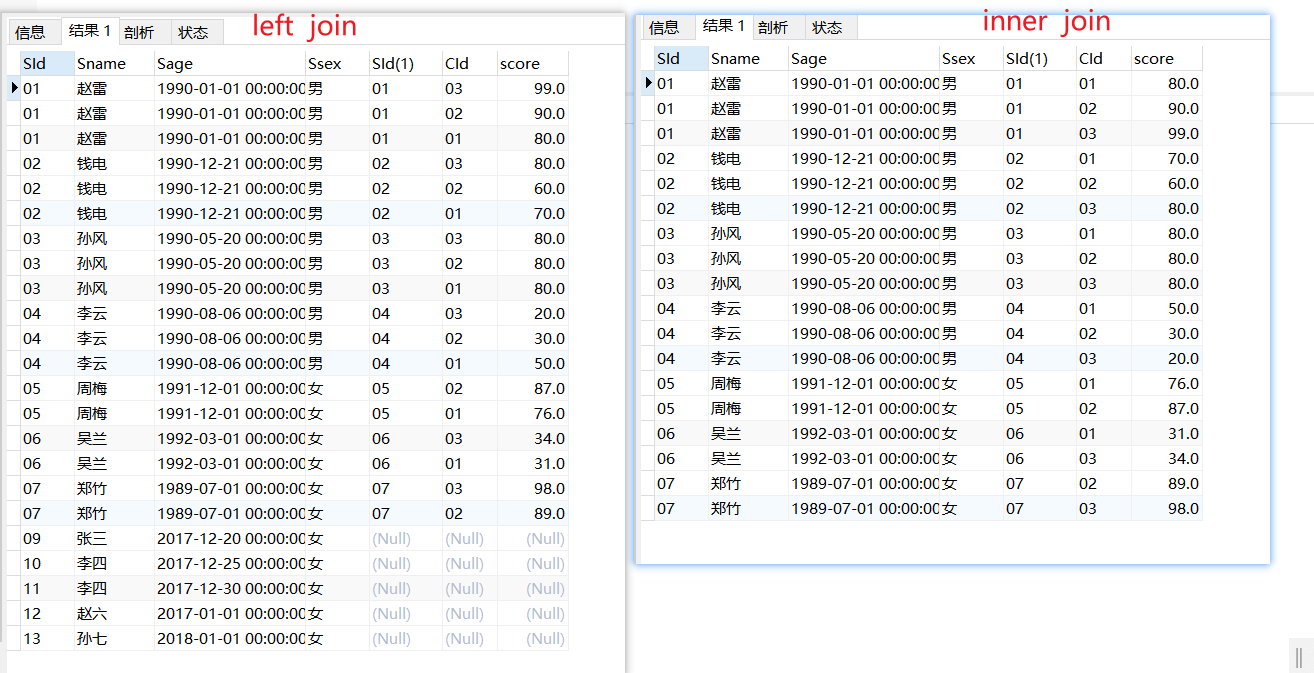 left join
信息 结果 1 剖析 状态
SId Sname Sage Ssex SId(1) CId score
01 赵雷 1990-01-01 00:00:00 男 01 03 99.0
01 赵雷 1990-01-01 00:00:00 男 01 02 90.0
01 赵雷 1990-01-01 00:00:00 男 01 01 80.0
02 钱电 1990-12-21 00:00:00 男 02 03 80.0
02 钱电 1990-12-21 00:00:00 男 02 02 60.0
02 钱电 1990-12-21 00:00:00 男 02 01 70.0
03 孙风 1990-05-20 00:00:00 男 03 03 80.0
03 孙风 1990-05-20 00:00:00 男 03 02 80.0
03 孙风 1990-05-20 00:00:00 男 03 01 80.0
04 李云 1990-08-06 00:00:00 男 04 03 20.0
04 李云 1990-08-06 00:00:00 男 04 02 30.0
04 李云 1990-08-06 00:00:00 男 04 01 50.0
05 周梅 1991-12-01 00:00:00 女 05 02 87.0
05 周梅 1991-12-01 00:00:00 女 05 01 76.0
06 吴兰 1992-03-01 00:00:00 女 06 03 34.0
06 吴兰 1992-03-01 00:00:00 女 06 01 31.0
07 郑竹 1989-07-01 00:00:00 女 07 03 98.0
07 郑竹 1989-07-01 00:00:00 女 07 02 89.0
09 张三 2017-12-20 00:00:00 女 (Null) (Null) (Null)
10 李四 2017-12-25 00:00:00 女 (Null) (Null) (Null)
11 李四 2017-12-30 00:00:00 女 (Null) (Null) (Null)
12 赵六 2017-01-01 00:00:00 女 (Null) (Null) (Null)
13 孙七 2018-01-01 00:00:00 女 (Null) (Null) (Null)
inner join
信息 结果 1 剖析 状态
SId Sname Sage Ssex SId(1) CId score
01 赵雷 1990-01-01 00:00:00 男 01 01 80.0
01 赵雷 1990-01-01 00:00:00 男 01 02 90.0
01 赵雷 1990-01-01 00:00:00 男 01 03 99.0
02 钱电 1990-12-21 00:00:00 男 02 01 70.0
02 钱电 1990-12-21 00:00:00 男 02 02 60.0
02 钱电 1990-12-21 00:00:00 男 02 03 80.0
03 孙风 1990-05-20 00:00:00 男 03 01 80.0
03 孙风 1990-05-20 00:00:00 男 03 02 80.0
03 孙风 1990-05-20 00:00:00 男 03 03 80.0
04 李云 1990-08-06 00:00:00 男 04 01 50.0
04 李云 1990-08-06 00:00:00 男 04 02 30.0
04 李云 1990-08-06 00:00:00 男 04 03 20.0
05 周梅 1991-12-01 00:00:00 女 05 01 76.0
05 周梅 1991-12-01 00:00:00 女 05 02 87.0
06 吴兰 1992-03-01 00:00:00 女 06 01 31.0
06 吴兰 1992-03-01 00:00:00 女 06 03 34.0
07 郑竹 1989-07-01 00:00:00 女 07 02 89.0
07 郑竹 1989-07-01 00:00:00 女 07 03 98.0